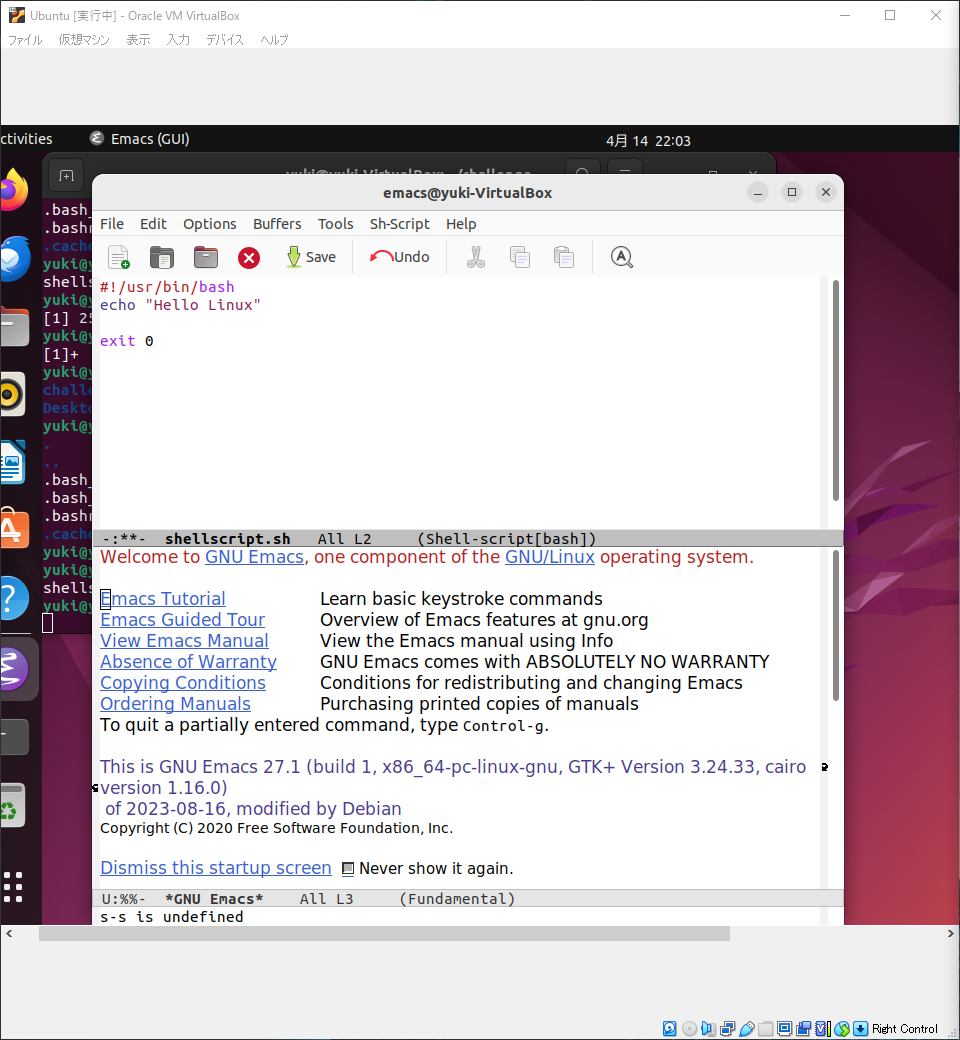 Ubuntu [実行中] - Oracle VM VirtualBox
ファイル 仮想マシン 表示 入力 デバイス ヘルプ
ctivities Emacs (GUI) 4月 14 22:03
emacs@yuki-VirtualBox
File Edit Options Buffers Tools Sh-Script Help
Save Undo
#!/usr/bin/bash
echo "Hello Linux"
exit 0
.bash_
.bashr
.cache
yuki@y
shells
yuki@y
[1] 25
yuki@y
[1]+
yuki@y
challe
Deskto
yuki@y
.
..
.bash_
.bash_
.bashr
.cache
yuki@y
yuki@y
shells
yuki@y
-:**- shellscript.sh All L2 (Shell-script[bash])
Welcome to GNU Emacs, one component of the GNU/Linux operating system.
Emacs Tutorial Learn basic keystroke commands
Emacs Guided Tour Overview of Emacs features at gnu.org
View Emacs Manual View the Emacs manual using Info
Absence of Warranty GNU Emacs comes with ABSOLUTELY NO WARRANTY
Copying Conditions Conditions for redistributing and changing Emacs
Ordering Manuals Purchasing printed copies of manuals
To quit a partially entered command, type Control-g.
This is GNU Emacs 27.1 (build 1, x86_64-pc-linux-gnu, GTK+ Version 3.24.33, cairo
version 1.16.0)
of 2023-08-16, modified by Debian
Copyright (C) 2020 Free Software Foundation, Inc.
Dismiss this startup screen Never show it again.
U:%%- *GNU Emacs* All L3 (Fundamental)
s-s is undefined
Right Control